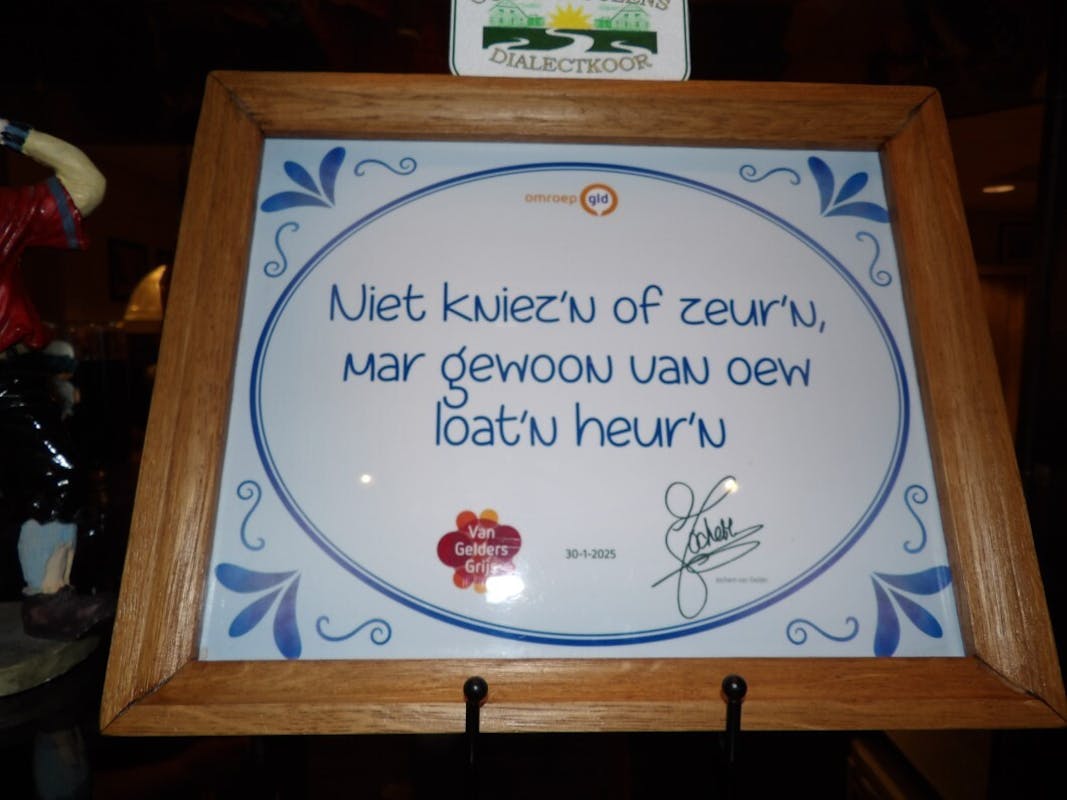 DIALECTKOOR
omroep gld
Niet kniez'n of zeur'n,
mar gewoon van oew
loat'n heur'n
Van
Gelders
Grijs
30-1-2025
Jochem